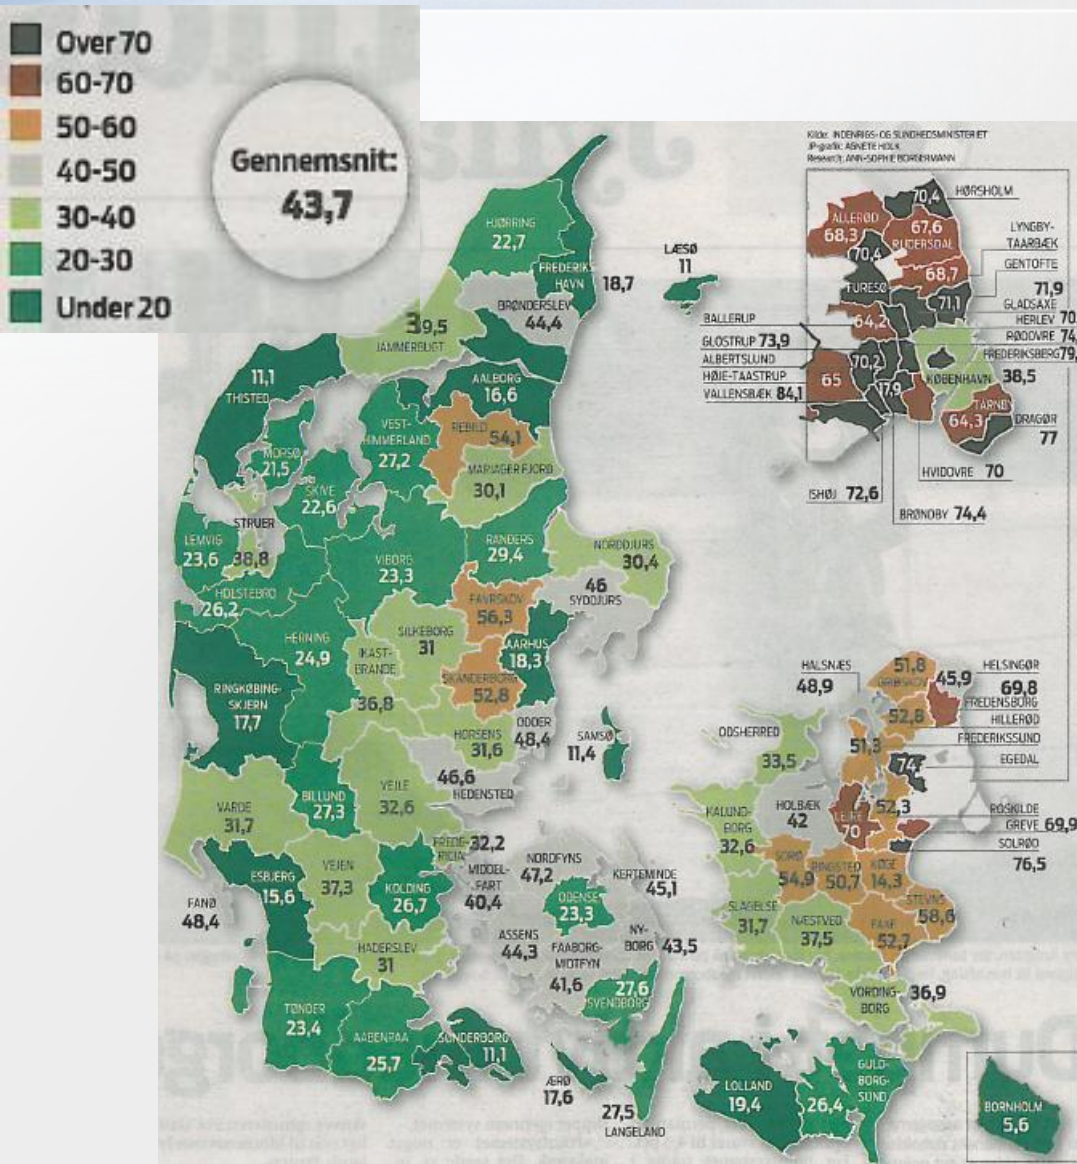 Over 70
60-70
50-60
40-50
30-40
20-30
Under 20
Gennemsnit:
43,7
Kilde: INDENRIGS- OG SUNDHEDSMINISTERIET
JP-grafik: AGNETE HOLK
Research: ANN-SOPHIE BORGERMANN
HJØRRING
22,7
FREDERIKS
HAVN
18,7
LÆSØ
11
BRØNDERSLEV
44,4
39,5
JAMMERBUGT
11,1
THISTED
AALBORG
16,6
VEST-
HIMMERLAND
27,2
REBILD 54,1
MARIAGER FJORD
30,1
MORSØ
21,5
SKIVE
22,6
STRUER
38,8
LEMVIG
23,6
HOLSTEBRO
26,2
VIBORG
23,3
RANDERS
29,4
NORDDJURS
30,4
46
SYDDJURS
FAVRSKOV
56,3
SILKEBORG
31
AARHUS
18,3
HERNING
24,9
IKAST-
BRANDE
36,8
SKANDERBORG
52,8
RINGKØBING-
SKJERN
17,7
ODDER
48,4
HORSENS
31,6
SAMSØ
11,4
46,6
HEDENSTED
VEJLE
32,6
BILLUND
27,3
VARDE
31,7
FREDE-
RICIA
32,2
VEJEN
37,3
ESBJERG
15,6
FANØ
48,4
KOLDING
26,7
MIDDEL-
FART
40,4
NORDFYNS
47,2
KERTEMINDE
45,1
ODENSE
23,3
ASSENS
44,3
FAABORG-
MIDTFYN
41,6
NY-
BORG
43,5
27,6
SVENDBORG
HADERSLEV
31
TØNDER
23,4
AABENRAA
25,7
SØNDERBORG
11,1
ÆRØ
17,6
27,5
LANGELAND
70,4
HØRSHOLM
ALLERØD
68,3
67,6
RUDERSDAL
LYNGBY-
TAARBÆK
68,7
GENTOFTE
71,9
70,4
FURESØ
71,1
GLADSAXE
HERLEV 70
RØDOVRE 74,
FREDERIKSBERG 79,
BALLERUP
64,2
GLOSTRUP 73,9
ALBERTSLUND
HØJE-TAASTRUP
VALLENSBÆK 84,1
70,2
65
77,9
KØBENHAVN
38,5
TÅRNBY
64,3
DRAGØR
77
HVIDOVRE 70
ISHØJ 72,6
BRØNDBY 74,4
HALSNÆS
48,9
51,8
GRIBSKOV
45,9
HELSINGØR
69,8
FREDENSBORG
52,8
HILLERØD
FREDERIKSSUND
51,3
EGEDAL
74
ODSHERRED
33,5
KALUND-
BORG
32,6
HOLBÆK
42
LEJRE
70
52,3
ROSKILDE
GREVE 69,9
SOLRØD
76,5
SORØ
54,9
RINGSTED
50,7
KØGE
14,3
STEVNS
58,6
SLAGELSE
31,7
NÆSTVED
37,5
FAXE
52,7
VORDING-
BORG
36,9
LOLLAND
19,4
GULD-
BORG-
SUND
26,4
BORNHOLM
5,6